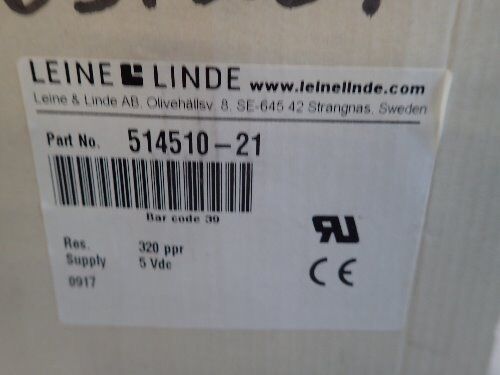 LEINE LINDE www.leinelinde.com
Leine & Linde AB, Olivehällsv. 8, SE-645 42 Strangnas, Sweden
Part No. 514510-21
Bar code 39
Res. 320 ppr
Supply 5 Vdc
0917
CE